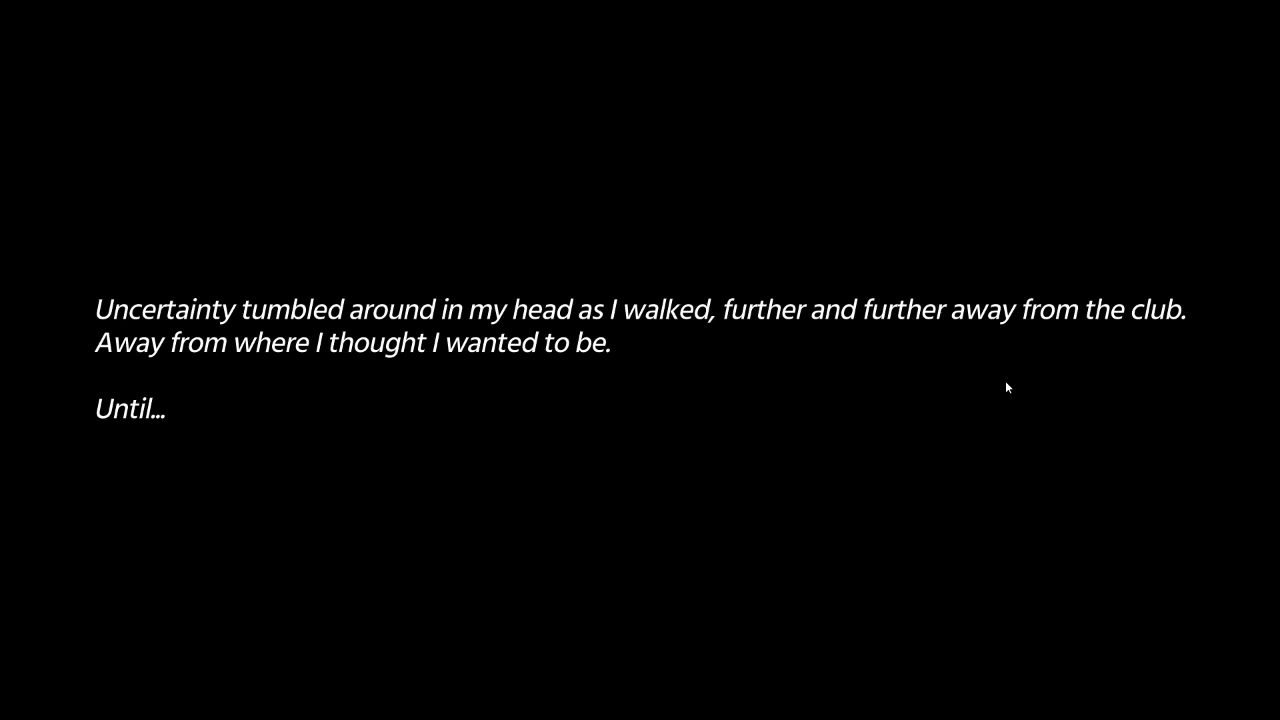 Uncertainty tumbled around in my head as I walked, further and further away from the club.
Away from where I thought I wanted to be.
Until...